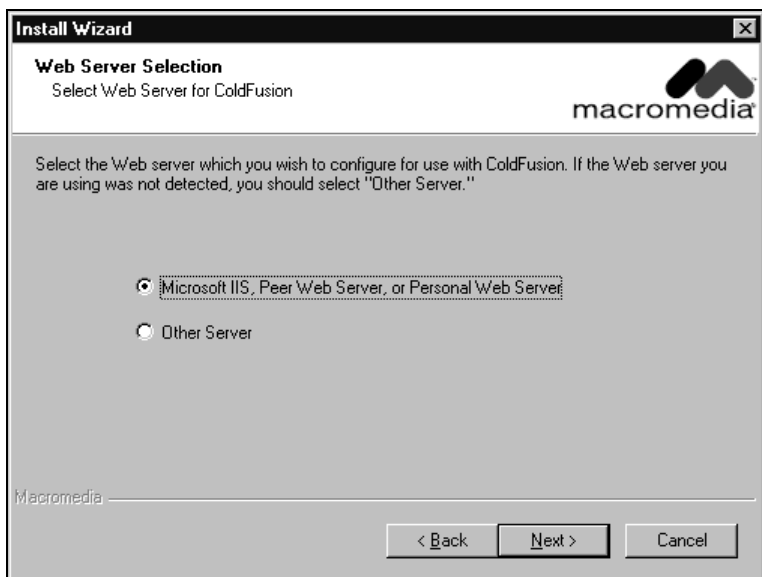 Install Wizard
Web Server Selection
Select Web Server for ColdFusion
macromedia
Select the Web server which you wish to configure for use with ColdFusion. If the Web server you
are using was not detected, you should select "Other Server."
Microsoft IIS, Peer Web Server, or Personal Web Server
Other Server
Macromedia
< Back
Next >
Cancel